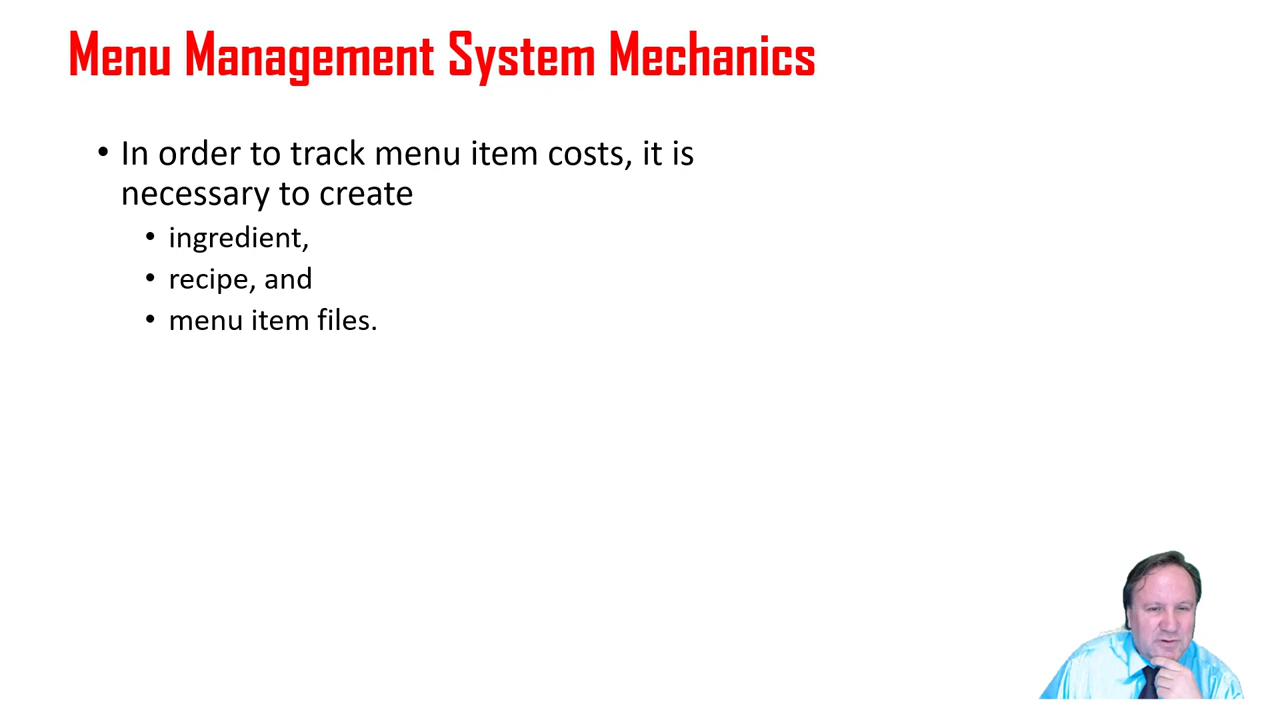 Menu Management System Mechanics
• In order to track menu item costs, it is
necessary to create
• ingredient,
• recipe, and
• menu item files.